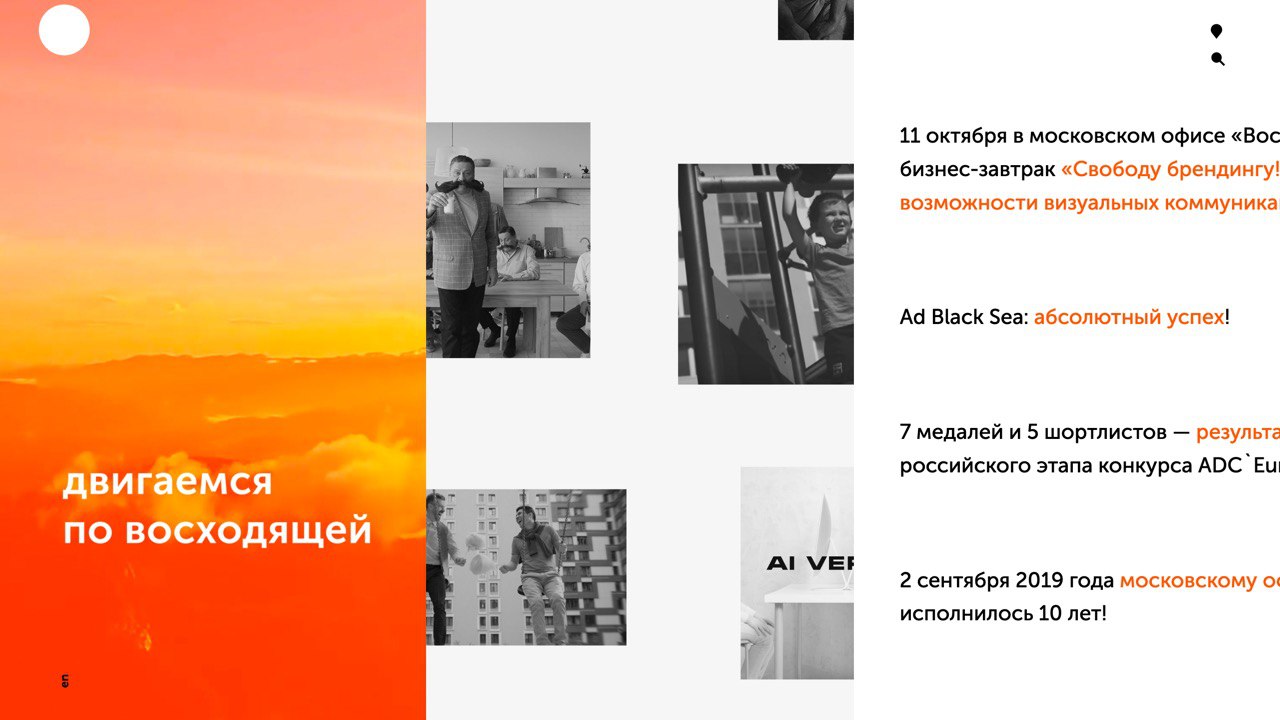 двигаемся
по восходящей
en
AI VER
11 октября в московском офисе «Вос
бизнес-завтрак «Свободу брендингу!
возможности визуальных коммуника
Ad Black Sea: абсолютный успех!
7 медалей и 5 шортлистов — результа
российского этапа конкурса ADC`Eur
2 сентября 2019 года московскому оф
исполнилось 10 лет!